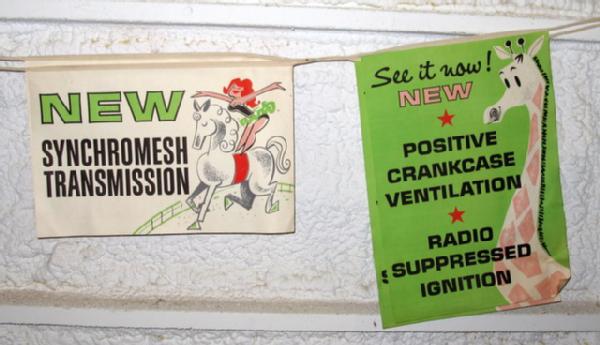 NEW
SYNCHROMESH
TRANSMISSION
See it now!
NEW
POSITIVE
CRANKCASE
VENTILATION
RADIO
SUPPRESSED
IGNITION